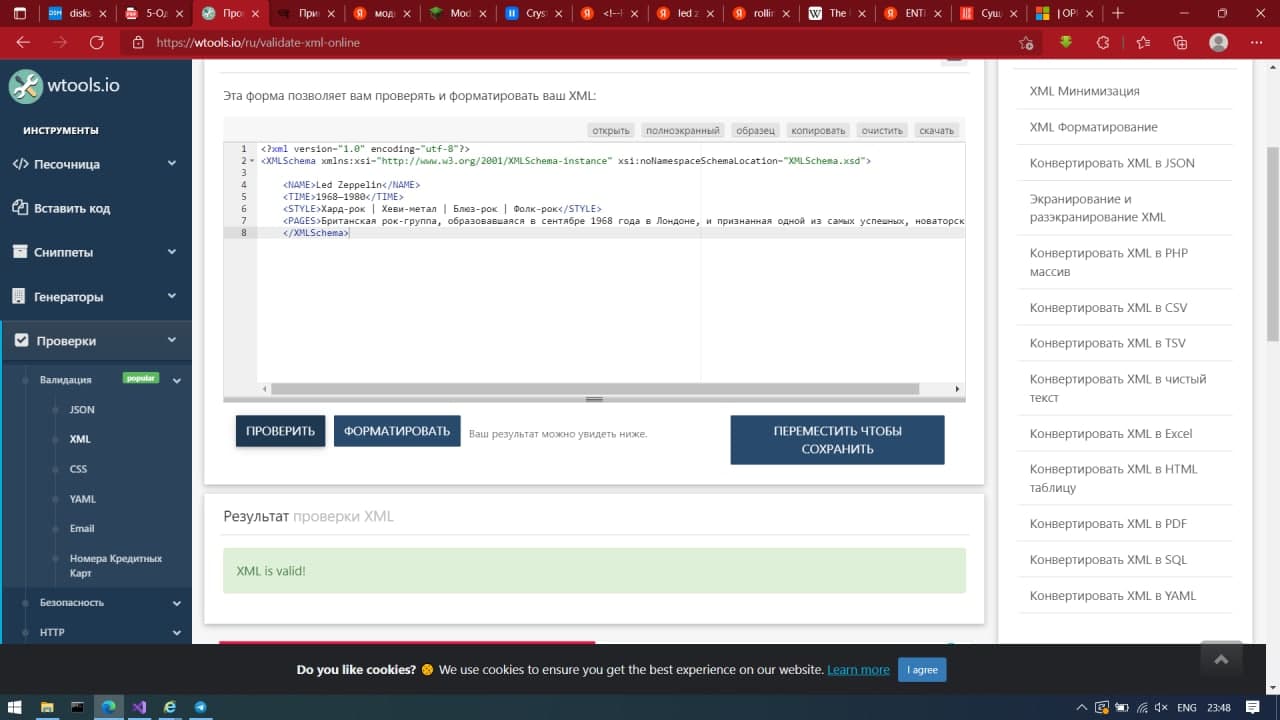 disks
5-Од
Про
При
мод
Mod
Crys
<!--
led z
rollin
The
ENTI
Сущ
| OPI
https://wtools.io/ru/validate-xml-online
wtools.io
ИНСТРУМЕНТЫ
Песочница
Вставить код
Сниппеты
Генераторы
Проверки
Валидация
popular
JSON
XML
CSS
YAML
Email
Номера Кредитных
Карт
Безопасность
HTTP
Эта форма позволяет вам проверять и форматировать ваш XML:
открыть полноэкранный образец копировать очистить скачать
1 <?xml version="1.0" encoding="utf-8"?>
2 <XMLSchema xmlns:xsi="http://www.w3.org/2001/XMLSchema-instance" xsi:noNamespaceSchemaLocation="XMLSchema.xsd">
3
4 <NAME>Led Zeppelin</NAME>
5 <TIME>1968—1980</TIME>
6 <STYLE>Хард-рок | Хеви-метал | Блюз-рок | Фолк-рок</STYLE>
7 <PAGES>Британская рок-группа, образовавшаяся в сентябре 1968 года в Лондоне, и признанная одной из самых успешных, новаторск
8 </XMLSchema>
ПРОВЕРИТЬ
ФОРМАТИРОВАТЬ
Ваш результат можно увидеть ниже.
ПЕРЕМЕСТИТЬ ЧТОБЫ
СОХРАНИТЬ
Результат проверки XML
XML is valid!
XML Минимизация
XML Форматирование
Конвертировать XML в JSON
Экранирование и
разэкранирование XML
Конвертировать XML в PHP
массив
Конвертировать XML в CSV
Конвертировать XML в TSV
Конвертировать XML в чистый
текст
Конвертировать XML в Excel
Конвертировать XML в HTML
таблицу
Конвертировать XML в PDF
Конвертировать XML в SQL
Конвертировать XML в YAML
Do you like cookies? We use cookies to ensure you get the best experience on our website. Learn more
I agree
ENG 23:48